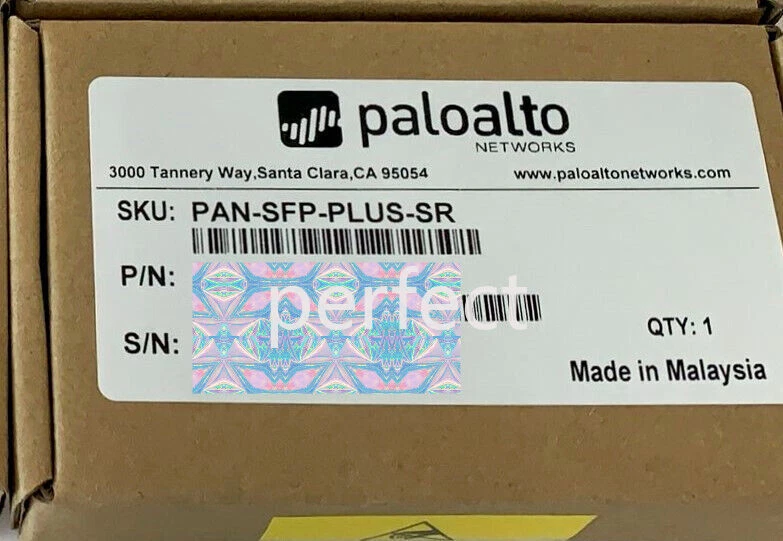 paloalto
NETWORKS
3000 Tannery Way,Santa Clara,CA 95054 www.paloaltonetworks.com
SKU: PAN-SFP-PLUS-SR
P/N:
perfect
S/N:
QTY: 1
Made in Malaysia